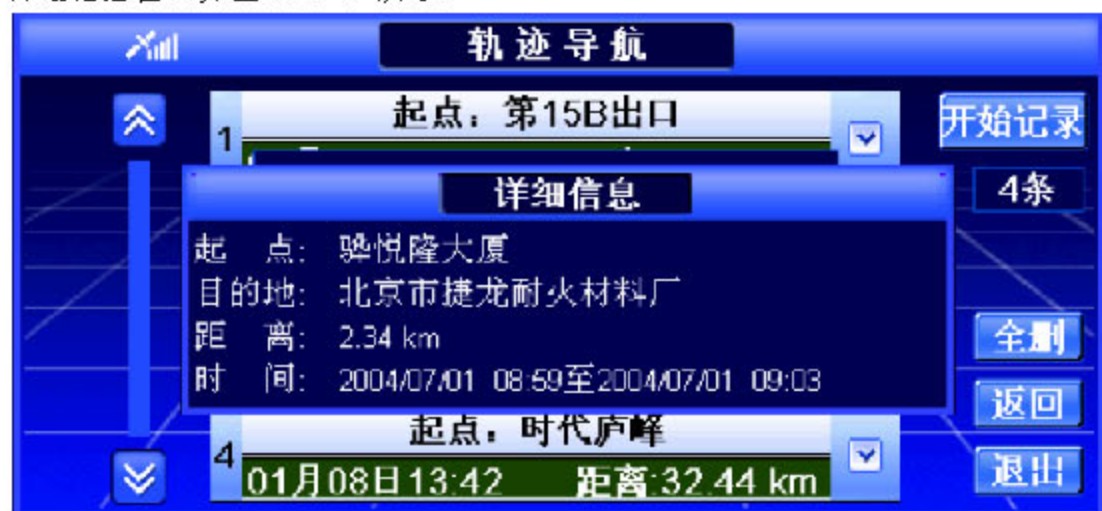 轨迹导航
起点：第15B出口
1
开始记录
详细信息
4条
起 点: 骅悦隆大厦
目的地: 北京市捷龙耐火材料厂
距 离: 2.34 km
时 间: 2004/07/01 08:59至2004/07/01 09:03
全删
返回
起点：时代庐峰
4
01月08日13:42 距离:32.44 km
退出